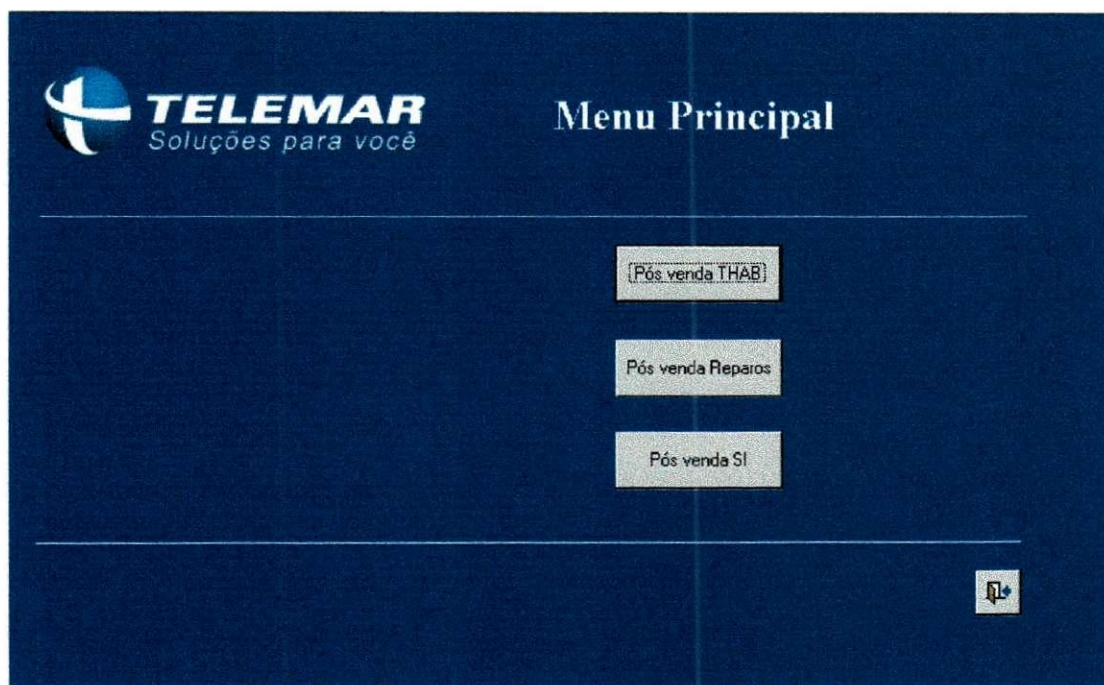 TELEMAR
Soluções para você
Menu Principal
Pós venda THAB
Pós venda Reparos
Pós venda SI